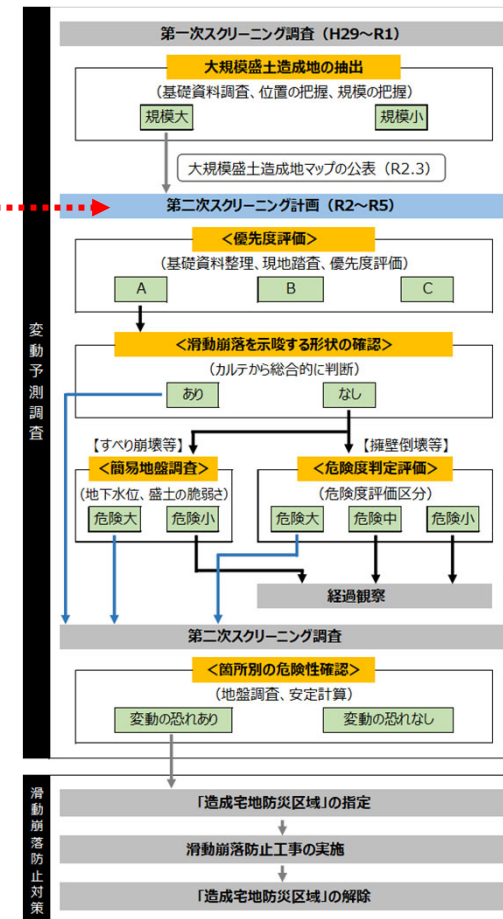 第一次スクリーニング調査（H29～R1）
大規模盛土造成地の抽出
（基礎資料調査、位置の把握、規模の把握）
規模大
規模小
大規模盛土造成地マップの公表（R2.3）
第二次スクリーニング計画（R2～R5）
＜優先度評価＞
（基礎資料整理、現地踏査、優先度評価）
A
B
C
＜滑動崩落を示唆する形状の確認＞
（カルテから総合的に判断）
あり
なし
【すべり崩壊等】
【擁壁倒壊等】
＜簡易地盤調査＞
（地下水位、盛土の脆弱さ）
危険大
危険小
＜危険度判定評価＞
（危険度評価区分）
危険大
危険中
危険小
経過観察
第二次スクリーニング調査
＜箇所別の危険性確認＞
（地盤調査、安定計算）
変動の恐れあり
変動の恐れなし
変動予測調査
「造成宅地防災区域」の指定
滑動崩落防止工事の実施
「造成宅地防災区域」の解除
滑動崩落防止対策